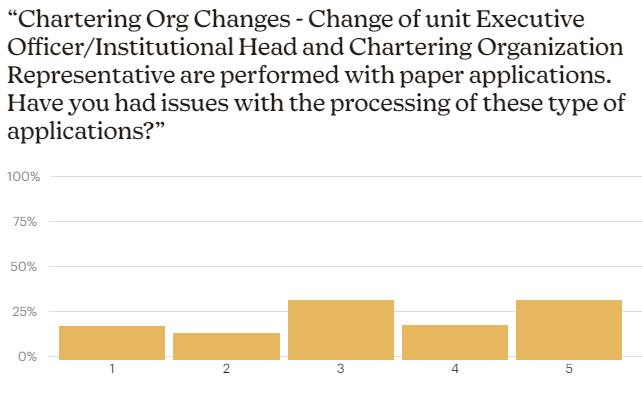 “Chartering Org Changes - Change of unit Executive
Officer/Institutional Head and Chartering Organization
Representative are performed with paper applications.
Have you had issues with the processing of these type of
applications?”
100%
75%
50%
25%
0%
1 2 3 4 5